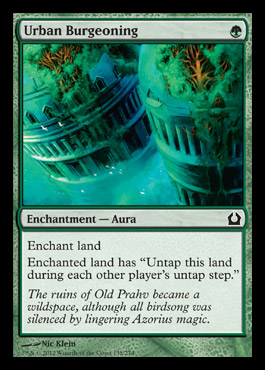 Urban Burgeoning
Enchantment — Aura
Enchant land
Enchanted land has “Untap this land
during each other player’s untap step.”
The ruins of Old Prahv became a
wildspace, although all birdsong was
silenced by lingering Azorius magic.
Nic Klein
™ & © 2012 Wizards of the Coast 138/274